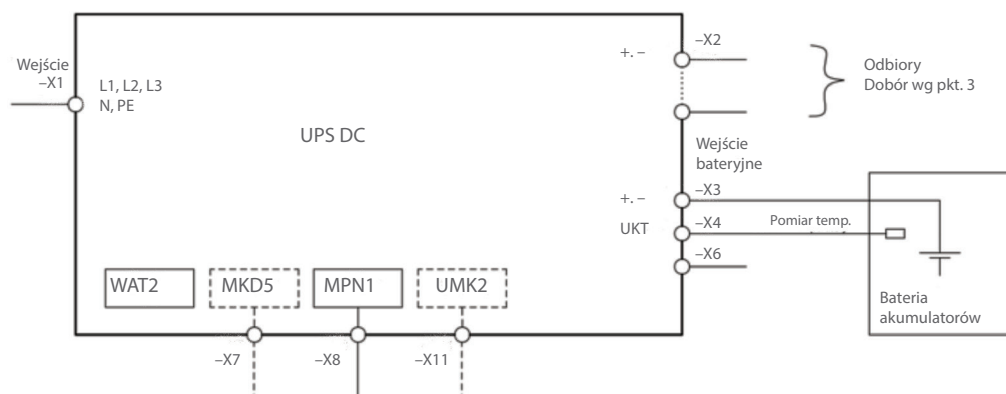 Wejście
–X1
L1, L2, L3
N, PE
UPS DC
+. –
–X2
Odbiory
Dobór wg pkt. 3
Wejście
bateryjne
+. –
–X3
UKT
–X4
Pomiar temp.
–X6
WAT2
MKD5
MPN1
UMK2
Bateria
akumulatorów
–X7
–X8
–X11